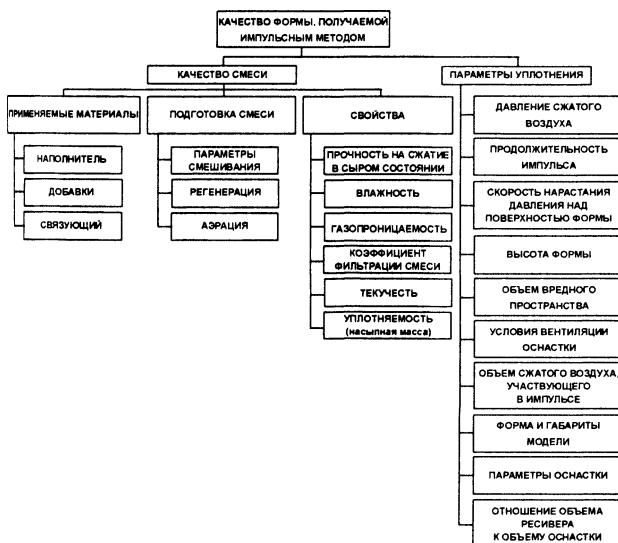 КАЧЕСТВО ФОРМЫ. ПОЛУЧАЕМОЙ
ИМПУЛЬСНЫМ МЕТОДОМ
КАЧЕСТВО СМЕСИ
ПАРАМЕТРЫ УПЛОТНЕНИЯ
ПРИМЕНЯЕМЫЕ МАТЕРИАЛЫ
НАПОЛНИТЕЛЬ
ДОБАВКИ
СВЯЗУЮЩИЙ
ПОДГОТОВКА СМЕСИ
ПАРАМЕТРЫ
СМЕШИВАНИЯ
РЕГЕНЕРАЦИЯ
АЭРАЦИЯ
СВОЙСТВА
ПРОЧНОСТЬ НА СЖАТИЕ
В СЫРОМ СОСТОЯНИИ
ВЛАЖНОСТЬ
ГАЗОПРОНИЦАЕМОСТЬ
КОЭФФИЦИЕНТ
ФИЛЬТРАЦИИ СМЕСИ
ТЕКУЧЕСТЬ
УПЛОТНЯЕМОСТЬ
(насыпная масса)
ДАВЛЕНИЕ СЖАТОГО
ВОЗДУХА
ПРОДОЛЖИТЕЛЬНОСТЬ
ИМПУЛЬСА
СКОРОСТЬ НАРАСТАНИЯ
ДАВЛЕНИЯ НАД
ПОВЕРХНОСТЬЮ ФОРМЫ
ВЫСОТА ФОРМЫ
ОБЪЕМ ВРЕДНОГО
ПРОСТРАНСТВА
УСЛОВИЯ ВЕНТИЛЯЦИИ
ОСНАСТКИ
ОБЪЕМ СЖАТОГО ВОЗДУХА,
УЧАСТВУЮЩЕГО
В ИМПУЛЬСЕ
ФОРМА И ГАБАРИТЫ
МОДЕЛИ
ПАРАМЕТРЫ ОСНАСТКИ
ОТНОШЕНИЕ ОБЪЕМА
РЕСИВЕРА
К ОБЪЕМУ ОСНАСТКИ